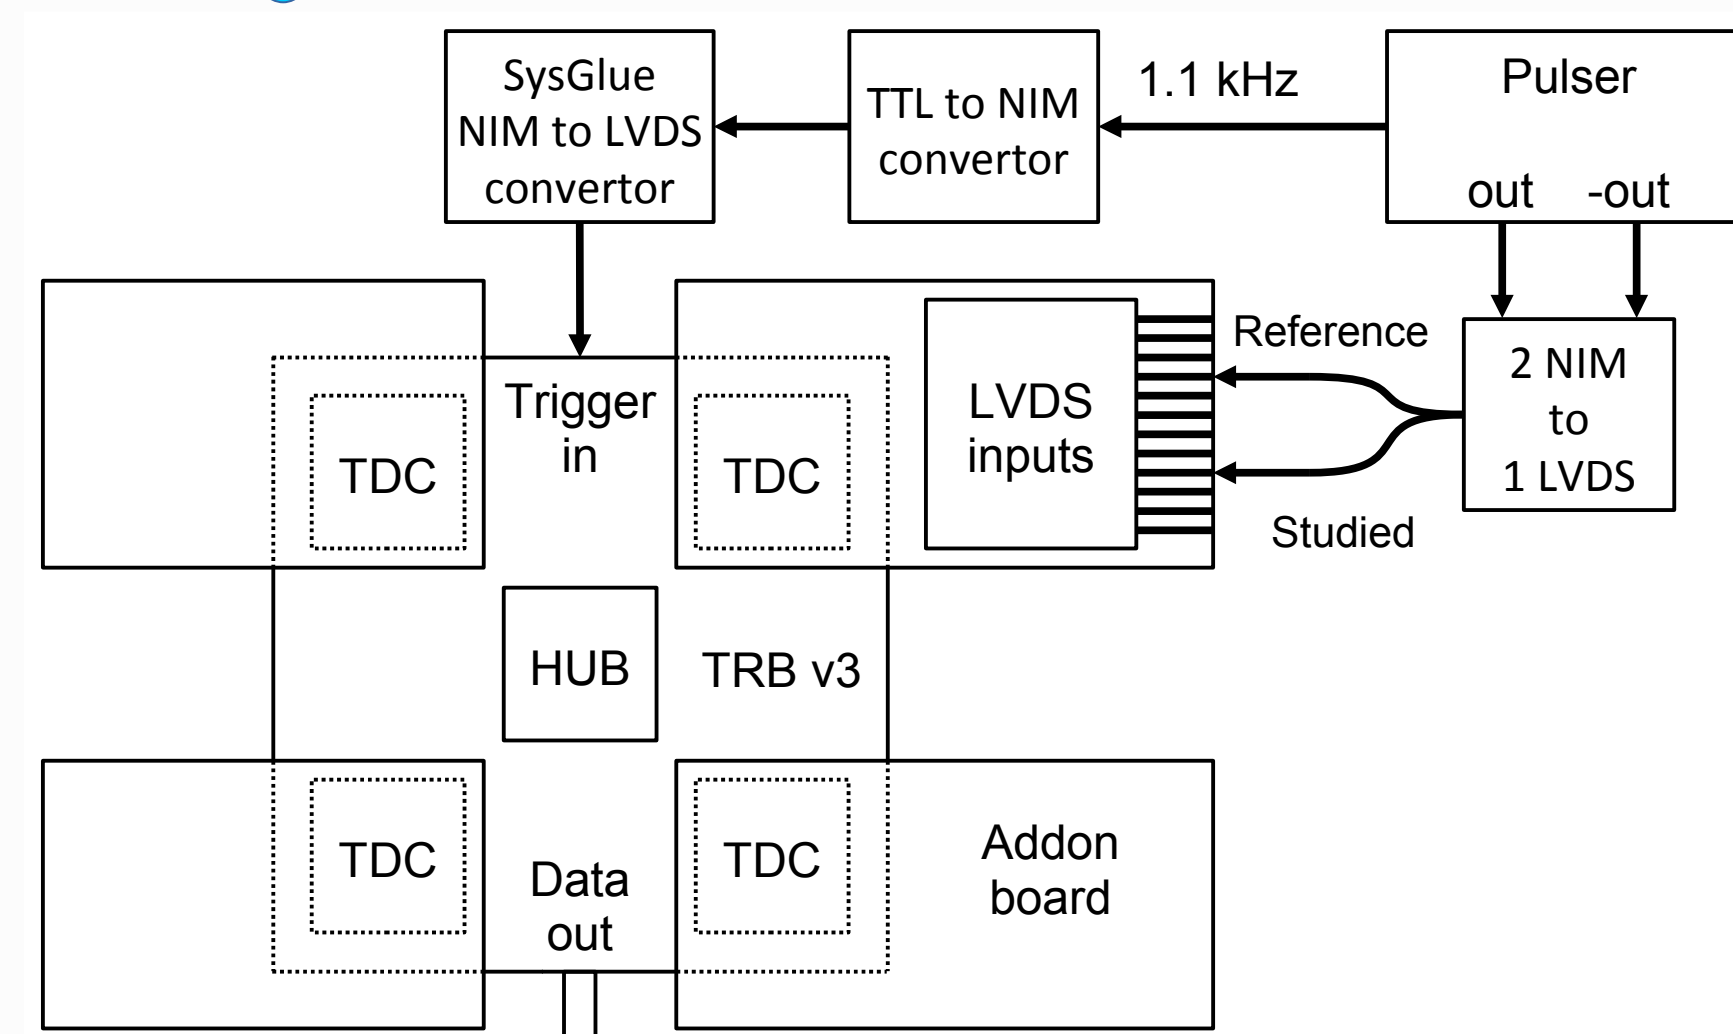 SysGlue
NIM to LVDS
convertor
TTL to NIM
convertor
1.1 kHz
Pulser
out -out
Reference
Studied
2 NIM
to
1 LVDS
LVDS
inputs
Trigger
in
TDC
TDC
HUB
TRB v3
TDC
TDC
Data
out
Addon
board